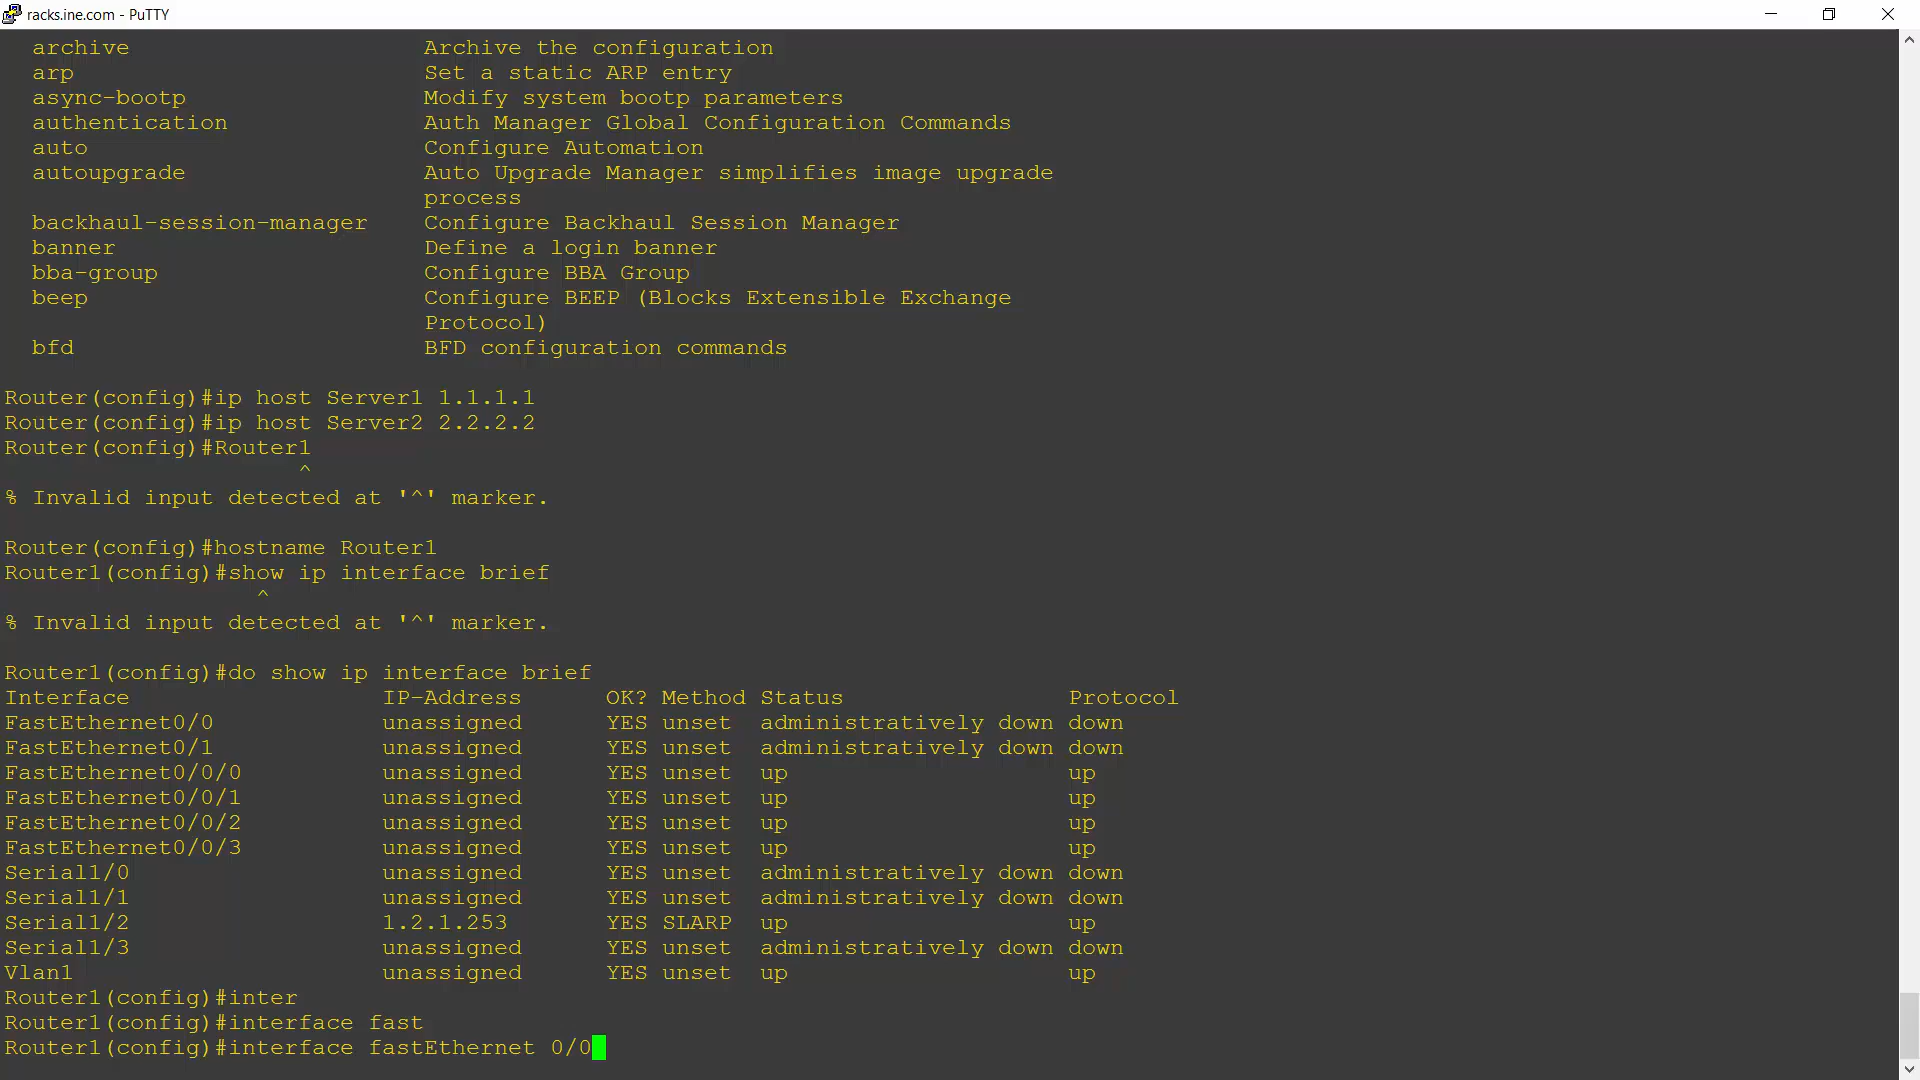 racks.ine.com - PuTTY
archive Archive the configuration
arp Set a static ARP entry
async-bootp Modify system bootp parameters
authentication Auth Manager Global Configuration Commands
auto Configure Automation
autoupgrade Auto Upgrade Manager simplifies image upgrade
process
backhaul-session-manager Configure Backhaul Session Manager
banner Define a login banner
bba-group Configure BBA Group
beep Configure BEEP (Blocks Extensible Exchange
Protocol)
bfd BFD configuration commands
Router(config)#ip host Server1 1.1.1.1
Router(config)#ip host Server2 2.2.2.2
Router(config)#Router1
^
% Invalid input detected at '^' marker.
Router(config)#hostname Router1
Router1(config)#show ip interface brief
^
% Invalid input detected at '^' marker.
Router1(config)#do show ip interface brief
Interface IP-Address OK? Method Status Protocol
FastEthernet0/0 unassigned YES unset administratively down down
FastEthernet0/1 unassigned YES unset administratively down down
FastEthernet0/0/0 unassigned YES unset up up
FastEthernet0/0/1 unassigned YES unset up up
FastEthernet0/0/2 unassigned YES unset up up
FastEthernet0/0/3 unassigned YES unset up up
Serial1/0 unassigned YES unset administratively down down
Serial1/1 unassigned YES unset administratively down down
Serial1/2 1.2.1.253 YES SLARP up up
Serial1/3 unassigned YES unset administratively down down
Vlan1 unassigned YES unset up up
Router1(config)#inter
Router1(config)#interface fast
Router1(config)#interface fastEthernet 0/0